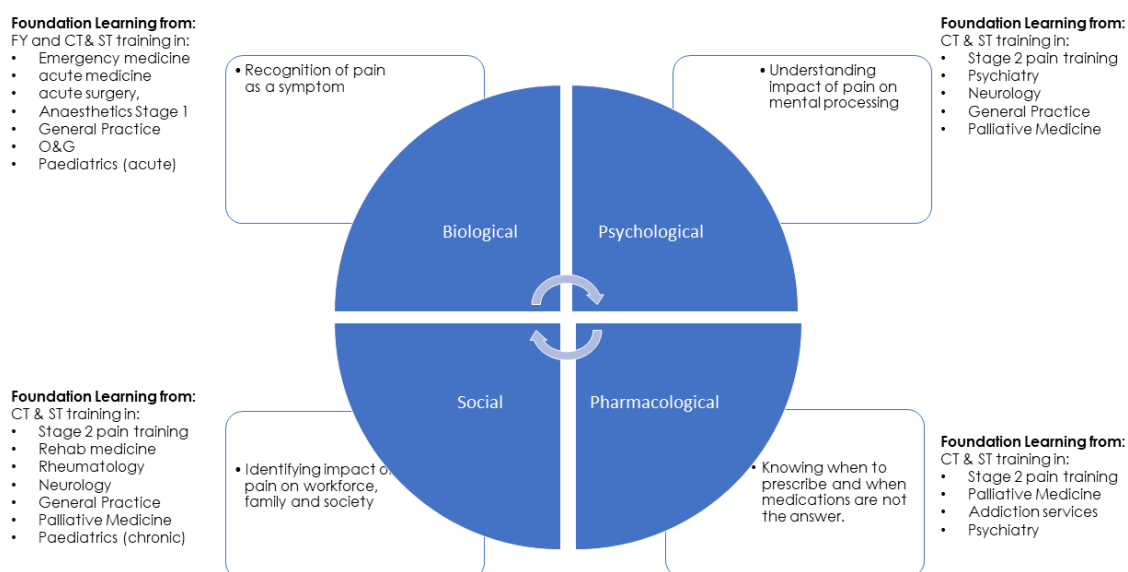 Foundation Learning from:
FY and CT& ST training in:
• Emergency medicine
• acute medicine
• acute surgery,
• Anaesthetics Stage 1
• General Practice
• O&G
• Paediatrics (acute)
• Recognition of pain
as a symptom
• Understanding
impact of pain on
mental processing
Foundation Learning from:
CT & ST training in:
• Stage 2 pain training
• Psychiatry
• Neurology
• General Practice
• Palliative Medicine
Biological
Psychological
Social
Pharmacological
Foundation Learning from:
CT & ST training in:
• Stage 2 pain training
• Rehab medicine
• Rheumatology
• Neurology
• General Practice
• Palliative Medicine
• Paediatrics (chronic)
• Identifying impact of
pain on workforce,
family and society
• Knowing when to
prescribe and when
medications are not
the answer.
Foundation Learning from:
CT & ST training in:
• Stage 2 pain training
• Palliative Medicine
• Addiction services
• Psychiatry